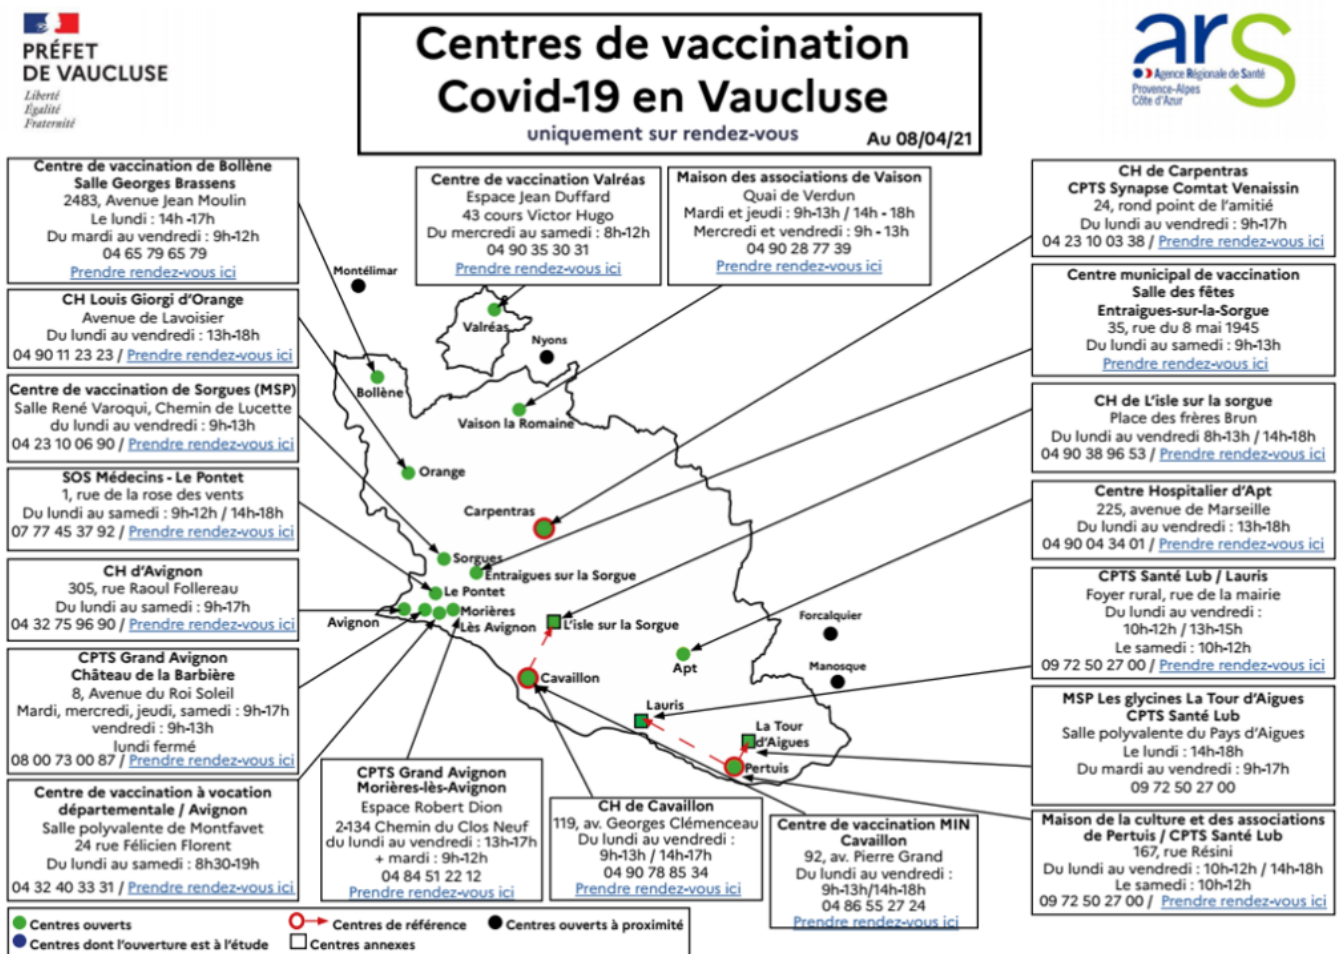 PRÉFET
DE VAUCLUSE
Liberté
Égalité
Fraternité
Centres de vaccination
Covid-19 en Vaucluse
uniquement sur rendez-vous
Au 08/04/21
ars
Agence Régionale de Santé
Provence-Alpes
Côte d'Azur
Centre de vaccination de Bollène
Salle Georges Brassens
2483, Avenue Jean Moulin
Le lundi : 14h -17h
Du mardi au vendredi : 9h-12h
04 65 79 65 79
Prendre rendez-vous ici
CH Louis Giorgi d'Orange
Avenue de Lavoisier
Du lundi au vendredi : 13h-18h
04 90 11 23 23 / Prendre rendez-vous ici
Centre de vaccination de Sorgues (MSP)
Salle René Varoqui, Chemin de Lucette
du lundi au vendredi : 9h-13h
04 23 10 06 90 / Prendre rendez-vous ici
SOS Médecins - Le Pontet
1, rue de la rose des vents
Du lundi au samedi : 9h-12h / 14h-18h
07 77 45 37 92 / Prendre rendez-vous ici
CH d'Avignon
305, rue Raoul Follereau
Du lundi au samedi : 9h-17h
04 32 75 96 90 / Prendre rendez-vous ici
CPTS Grand Avignon
Château de la Barbière
8, Avenue du Roi Soleil
Mardi, mercredi, jeudi, samedi : 9h-17h
vendredi : 9h-13h
lundi fermé
08 00 73 00 87 / Prendre rendez-vous ici
Centre de vaccination à vocation
départementale / Avignon
Salle polyvalente de Montfavet
24 rue Félicien Florent
Du lundi au samedi : 8h30-19h
04 32 40 33 31 / Prendre rendez-vous ici
Centre de vaccination Valréas
Espace Jean Duffard
43 cours Victor Hugo
Du mercredi au samedi : 8h-12h
04 90 35 30 31
Prendre rendez-vous ici
Maison des associations de Vaison
Quai de Verdun
Mardi et jeudi : 9h-13h / 14h - 18h
Mercredi et vendredi : 9h - 13h
04 90 28 77 39
Prendre rendez-vous ici
Montélimar
Valréas
Nyons
Bollène
Vaison la Romaine
Orange
Carpentras
Sorgues
Entraigues sur la Sorgue
Le Pontet
Morières
Lès Avignon
Avignon
L'isle sur la Sorgue
Forcalquier
Apt
Manosque
Cavaillon
Lauris
La Tour
d'Aigues
Pertuis
CPTS Grand Avignon
Morières-lès-Avignon
Espace Robert Dion
2-134 Chemin du Clos Neuf
du lundi au vendredi : 13h-17h
+ mardi : 9h-12h
04 84 51 22 12
Prendre rendez-vous ici
CH de Cavaillon
119, av. Georges Clémenceau
Du lundi au vendredi :
9h-13h / 14h-17h
04 90 78 85 34
Prendre rendez-vous ici
Centre de vaccination MIN
Cavaillon
92, av. Pierre Grand
Du lundi au vendredi :
9h-13h/14h-18h
04 86 55 27 24
Prendre rendez-vous ici
CH de Carpentras
CPTS Synapse Comtat Venaissin
24, rond point de l'amitié
Du lundi au vendredi : 9h-17h
04 23 10 03 38 / Prendre rendez-vous ici
Centre municipal de vaccination
Salle des fêtes
Entraigues-sur-la-Sorgue
35, rue du 8 mai 1945
Du lundi au samedi : 9h-13h
Prendre rendez-vous ici
CH de L'isle sur la sorgue
Place des frères Brun
Du lundi au vendredi 8h-13h / 14h-18h
04 90 38 96 53 / Prendre rendez-vous ici
Centre Hospitalier d'Apt
225, avenue de Marseille
Du lundi au vendredi : 13h-18h
04 90 04 34 01 / Prendre rendez-vous ici
CPTS Santé Lub / Lauris
Foyer rural, rue de la mairie
Du lundi au vendredi :
10h-12h / 13h-15h
Le samedi : 10h-12h
09 72 50 27 00 / Prendre rendez-vous ici
MSP Les glycines La Tour d'Aigues
CPTS Santé Lub
Salle polyvalente du Pays d'Aigues
Le lundi : 14h-18h
Du mardi au vendredi : 9h-17h
09 72 50 27 00
Maison de la culture et des associations
de Pertuis / CPTS Santé Lub
167, rue Résini
Du lundi au vendredi : 10h-12h / 14h-18h
Le samedi : 10h-12h
09 72 50 27 00 / Prendre rendez-vous ici
Centres ouverts
Centres de référence
Centres ouverts à proximité
Centres dont l'ouverture est à l'étude
Centres annexes